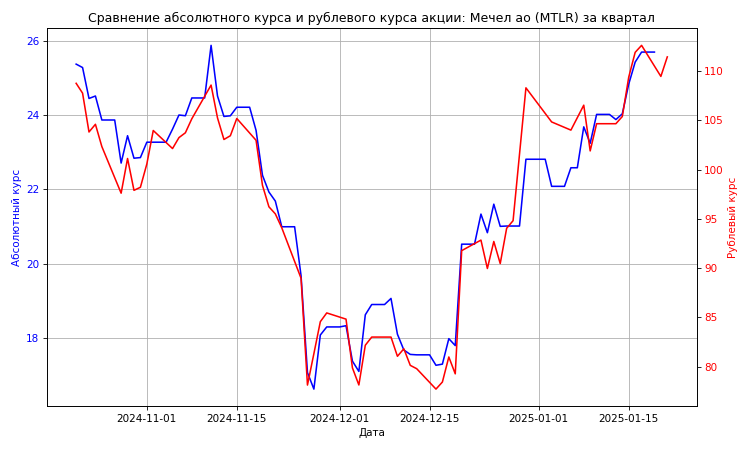 Сравнение абсолютного курса и рублевого курса акции: Мечел ао (MTLR) за квартал
26
24
22
20
18
Абсолютный курс
110
105
100
95
90
85
80
Рублевый курс
2024-11-01 2024-11-15 2024-12-01 2024-12-15 2025-01-01 2025-01-15
Дата